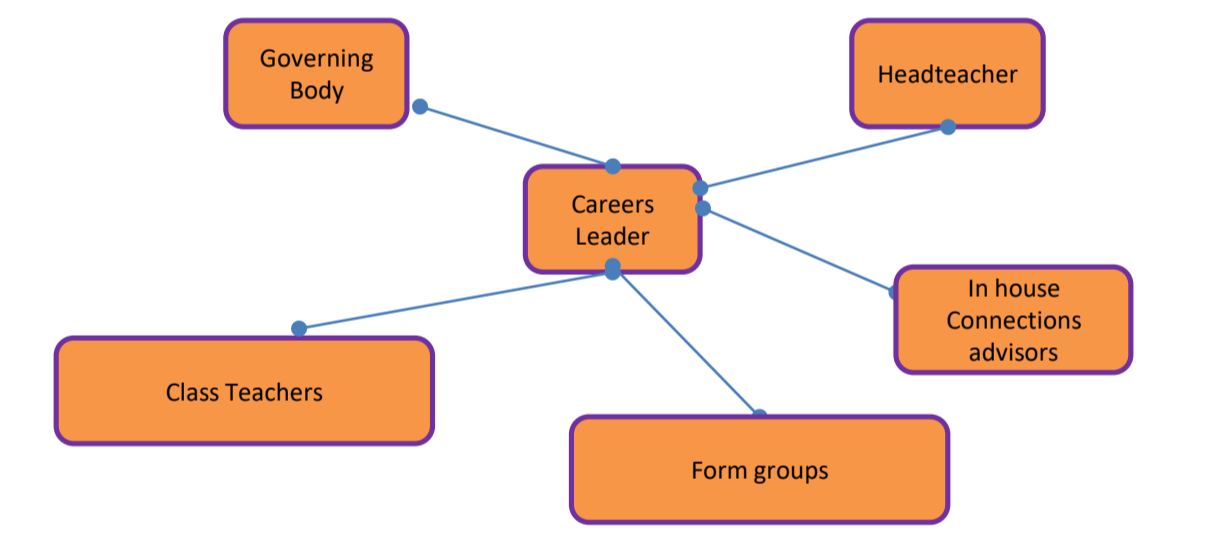 Governing
Body
Headteacher
Careers
Leader
In house
Connections
advisors
Class Teachers
Form groups